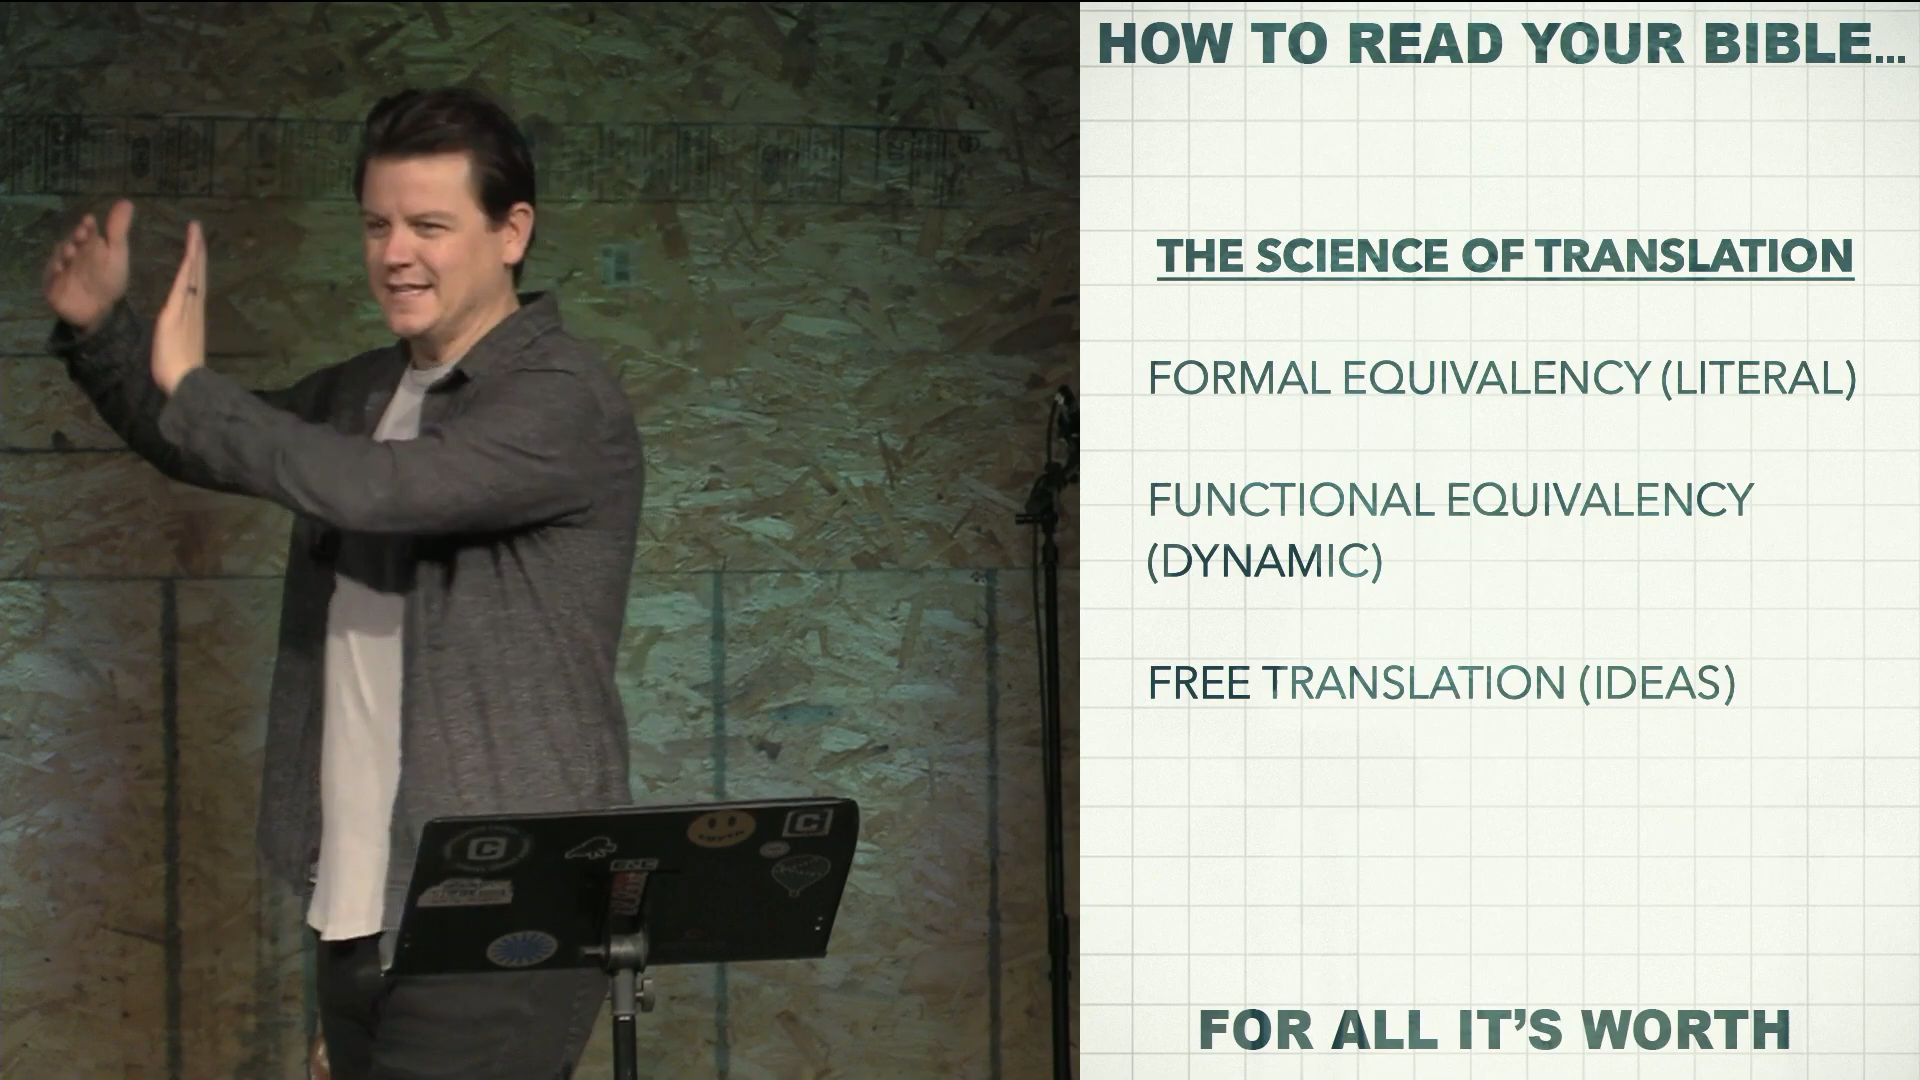 HOW TO READ YOUR BIBLE...
THE SCIENCE OF TRANSLATION
FORMAL EQUIVALENCY (LITERAL)
FUNCTIONAL EQUIVALENCY
(DYNAMIC)
FREE TRANSLATION (IDEAS)
FOR ALL IT’S WORTH
C
C